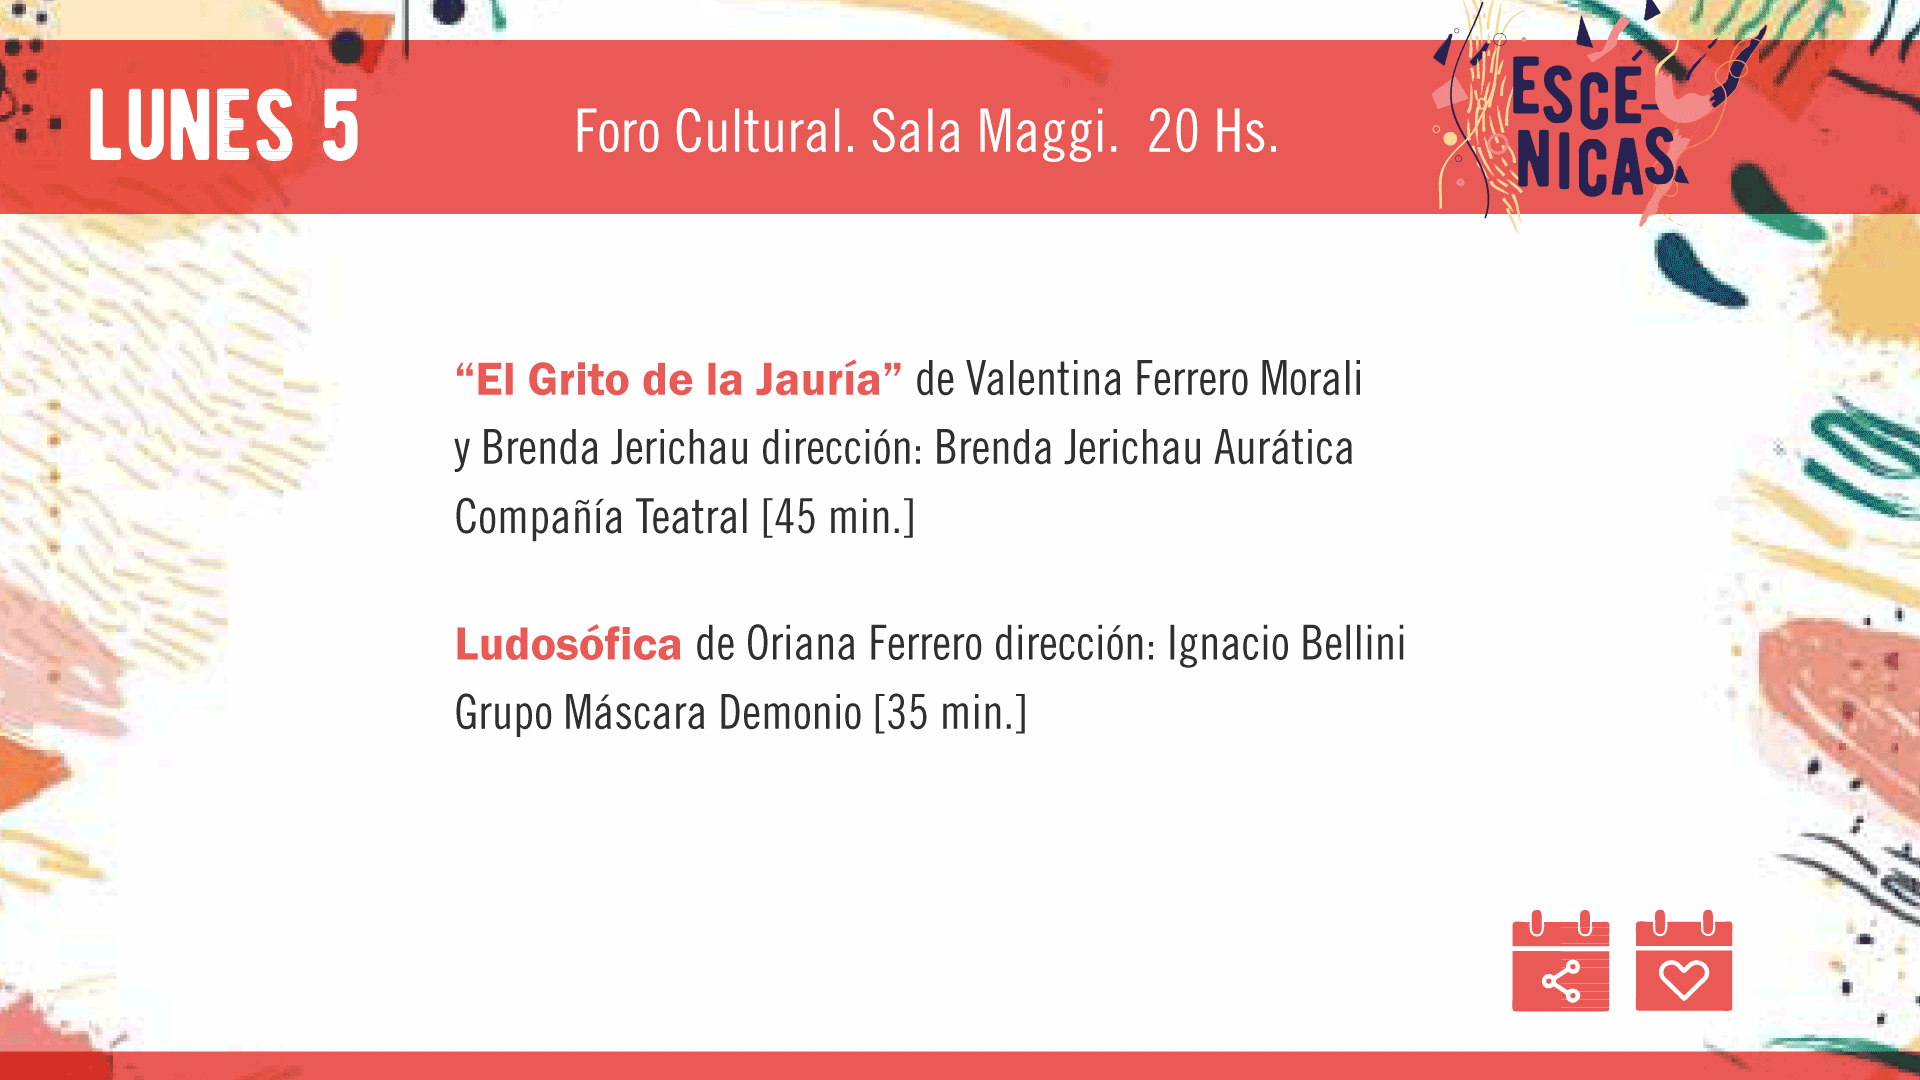 LUNES 5
Foro Cultural. Sala Maggi. 20 Hs.
ESCÉ-
NICAS
“El Grito de la Jauría” de Valentina Ferrero Morali
y Brenda Jerichau dirección: Brenda Jerichau Aurática
Compañía Teatral [45 min.]
Ludosófica de Oriana Ferrero dirección: Ignacio Bellini
Grupo Máscara Demonio [35 min.]